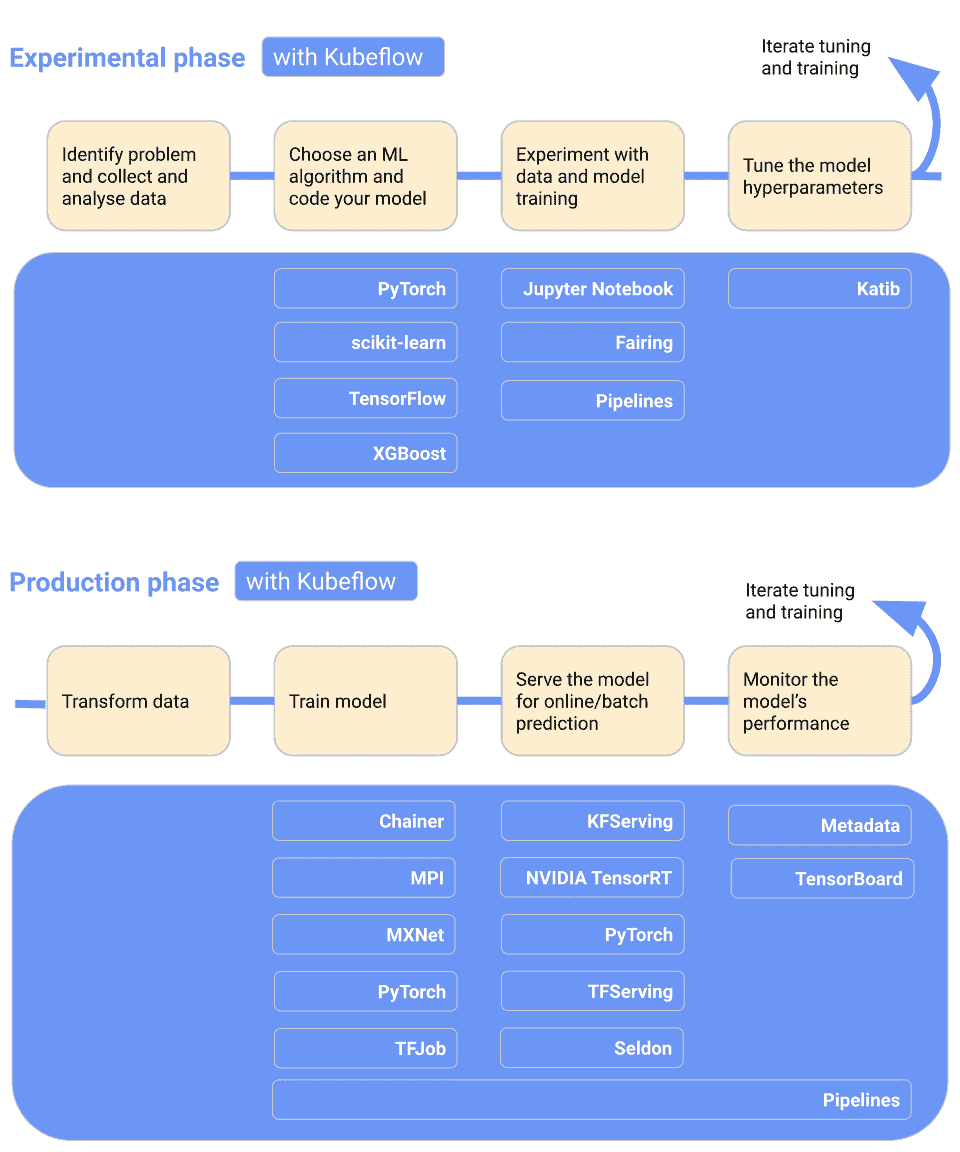 Experimental phase with Kubeflow
Iterate tuning
and training
Identify problem
and collect and
analyse data
Choose an ML
algorithm and
code your model
Experiment with
data and model
training
Tune the model
hyperparameters
PyTorch
scikit-learn
TensorFlow
XGBoost
Jupyter Notebook
Fairing
Pipelines
Katib
Production phase with Kubeflow
Iterate tuning
and training
Transform data
Train model
Serve the model
for online/batch
prediction
Monitor the
model's
performance
Chainer
MPI
MXNet
PyTorch
TFJob
KFServing
NVIDIA TensorRT
PyTorch
TFServing
Seldon
Metadata
TensorBoard
Pipelines